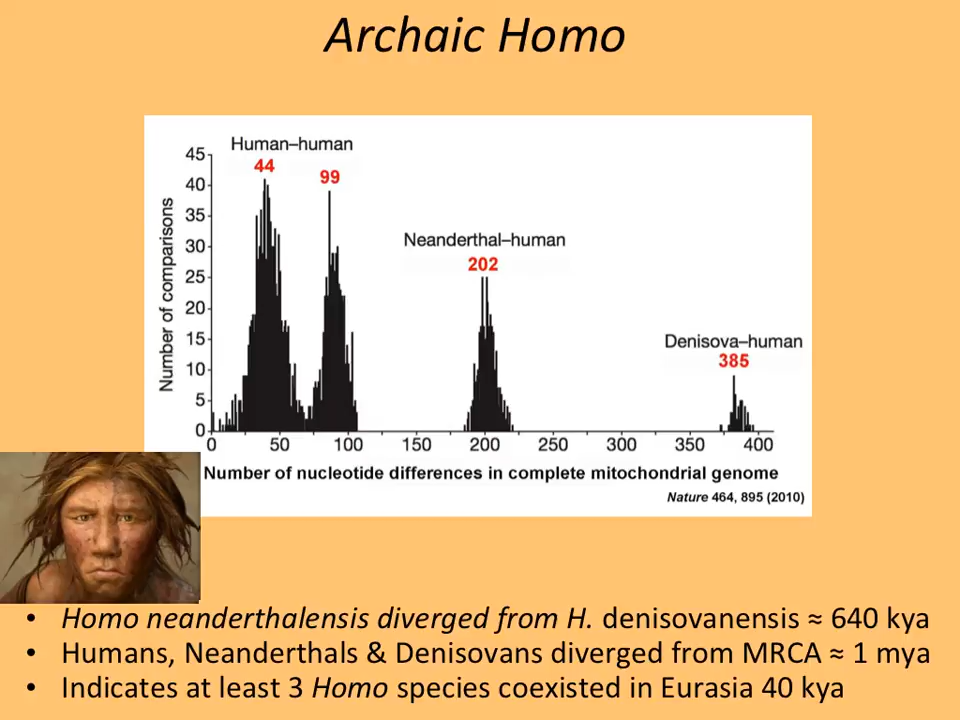 Archaic Homo
Human–human
44
99
Neanderthal–human
202
Denisova–human
385
Number of comparisons
45
40
35
30
25
20
15
10
5
0
0 50 100 150 200 250 300 350 400
Number of nucleotide differences in complete mitochondrial genome
Nature 464, 895 (2010)
• Homo neanderthalensis diverged from H. denisovanensis ≈ 640 kya
• Humans, Neanderthals & Denisovans diverged from MRCA ≈ 1 mya
• Indicates at least 3 Homo species coexisted in Eurasia 40 kya